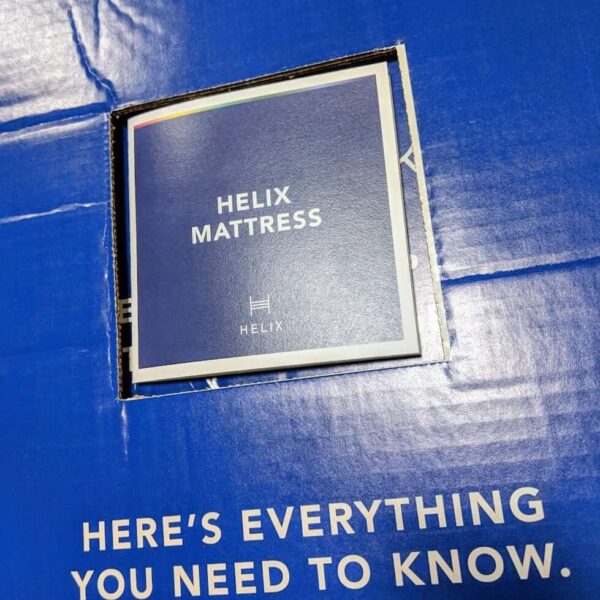 HELIX
MATTRESS
HELIX
HERE'S EVERYTHING
YOU NEED TO KNOW.